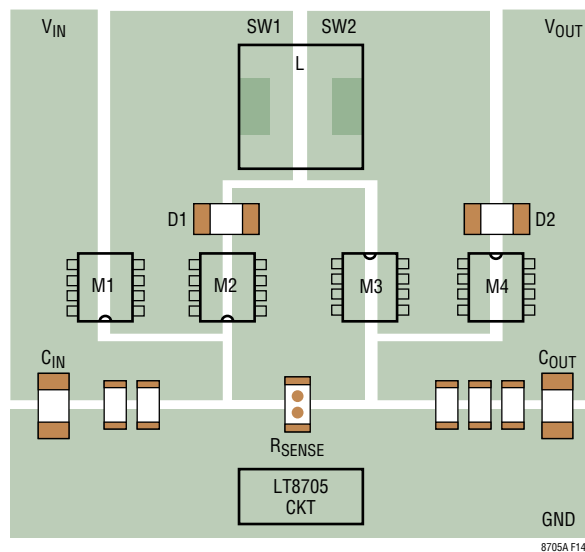 VIN SW1 SW2 VOUT
L
D1 D2
M1 M2 M3 M4
CIN COUT
RSENSE
LT8705
CKT
GND
8705A F14